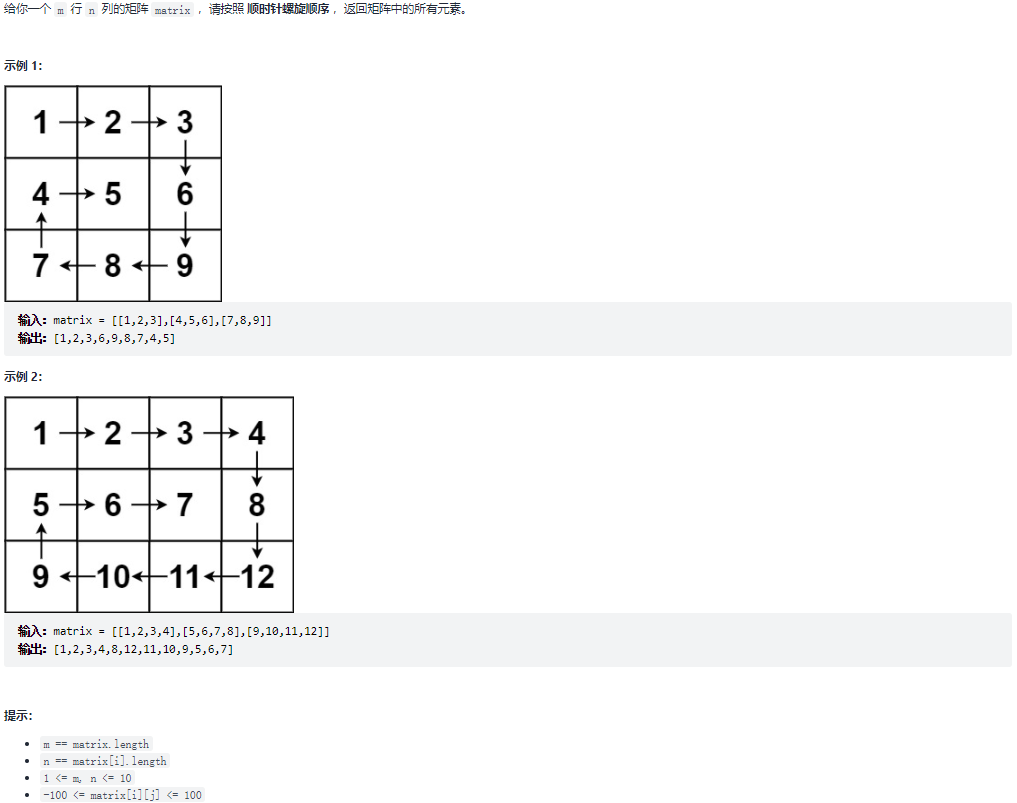 给你一个 m 行 n 列的矩阵 matrix ，请按照 顺时针螺旋顺序 ，返回矩阵中的所有元素。
示例 1：
1 2 3
4 5 6
7 8 9
输入：matrix = [[1,2,3],[4,5,6],[7,8,9]]
输出：[1,2,3,6,9,8,7,4,5]
示例 2：
1 2 3 4
5 6 7 8
9 10 11 12
输入：matrix = [[1,2,3,4],[5,6,7,8],[9,10,11,12]]
输出：[1,2,3,4,8,12,11,10,9,5,6,7]
提示：
m == matrix.length
n == matrix[i].length
1 <= m, n <= 10
-100 <= matrix[i][j] <= 100